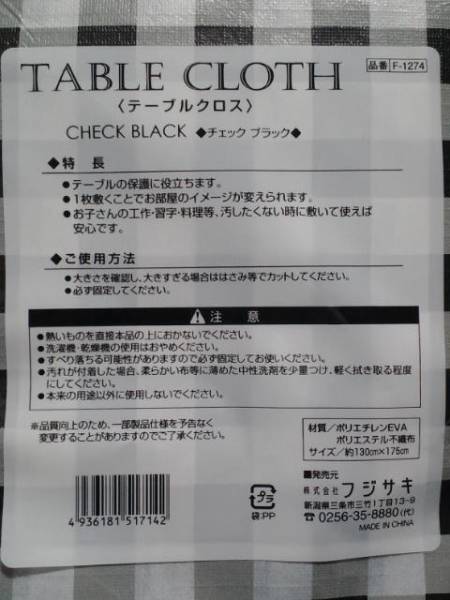 TABLE CLOTH
品番 F-1274
〈テーブルクロス〉
CHECK BLACK ◆チェック ブラック◆
◆特 長
●テーブルの保護に役立ちます。
●1枚敷くことでお部屋のイメージが変えられます。
●お子さんの工作・習字・料理等、汚したくない時に敷いて使えば
安心です。
◆ご使用方法
●大きさを確認し、大きすぎる場合ははさみ等でカットしてください。
●必ず固定してください。
⚠注 意
●熱いものを直接本品の上におかないでください。
●洗濯機・乾燥機の使用はおやめください。
●すべり落ちる可能性がありますので必ず固定してお使いください。
●汚れが付着した場合、柔らかい布等に薄めた中性洗剤を少量つけ、軽く拭き取る程度
にしてください。
●本来の用途以外に使用しないでください。
※品質向上のため、一部製品仕様を予告なく
変更することがありますのでご了承ください。
材質／ポリエチレンEVA
ポリエステル不織布
サイズ／約130cm×175cm
4 936181 517142
プラ
袋:PP
■発売元
株式会社 フジサキ
新潟県三条市三竹1丁目13-9
☎ 0256-35-8880(代)
MADE IN CHINA